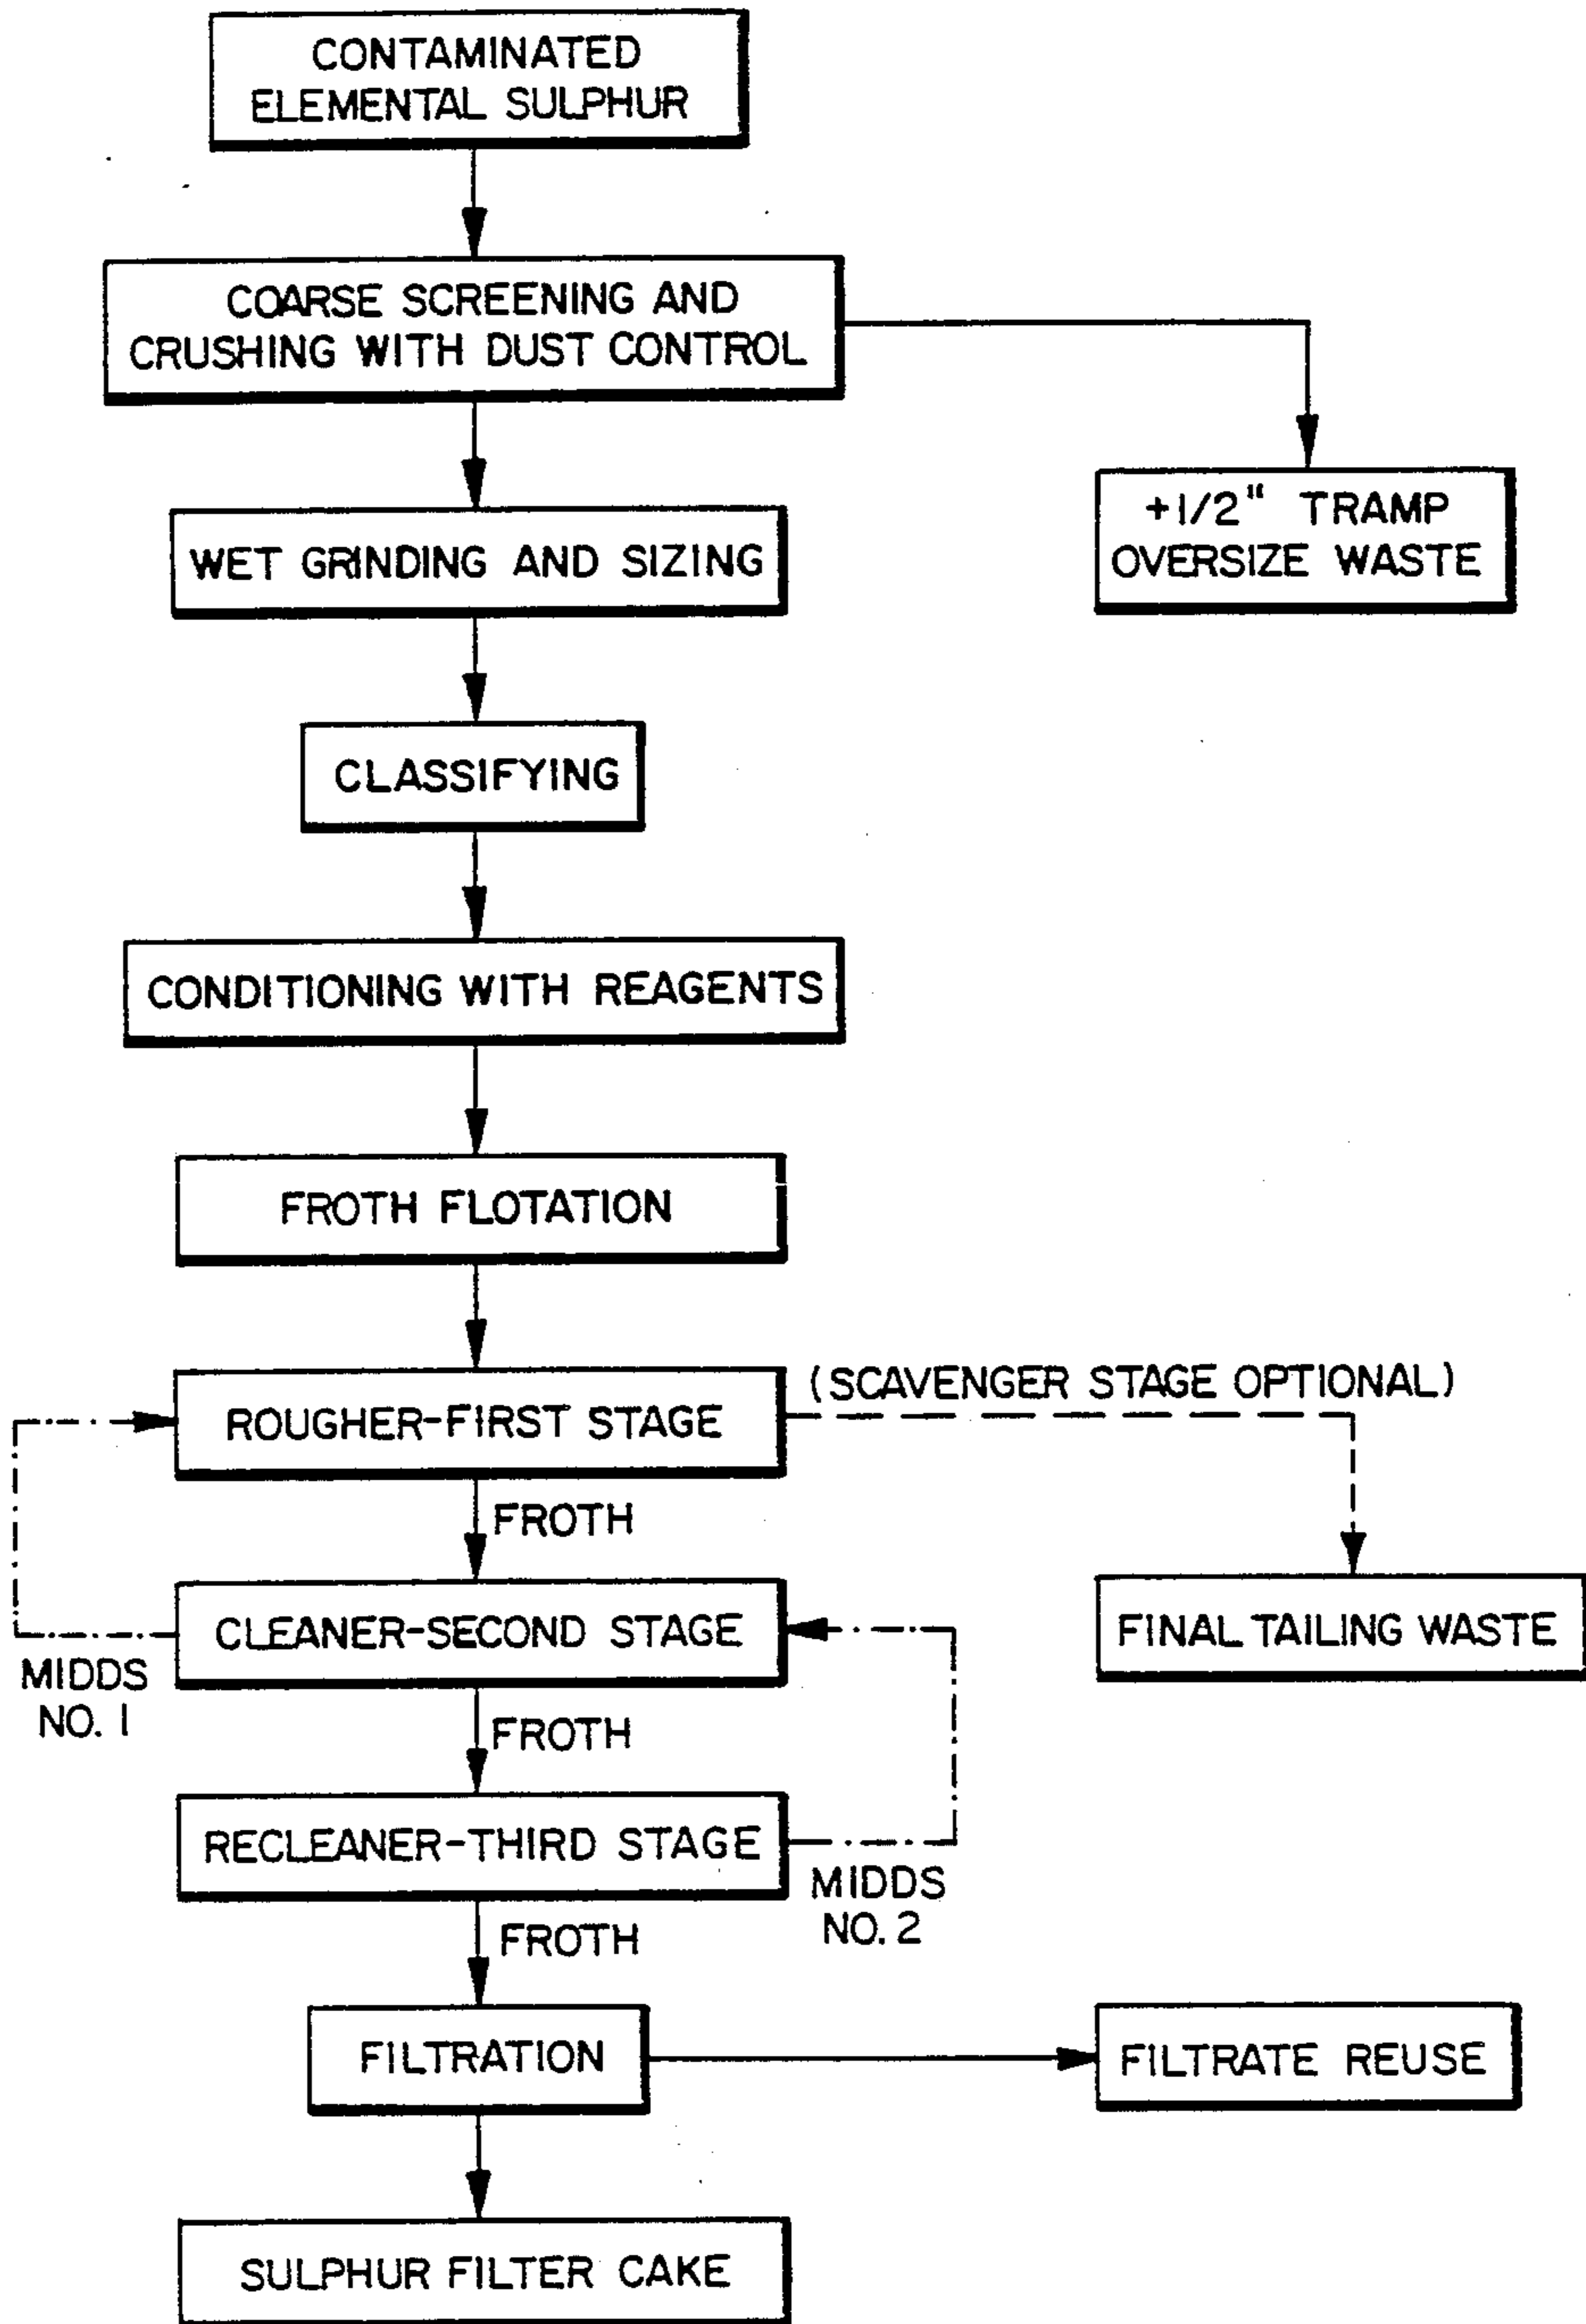 CONTAMINATED
ELEMENTAL SULPHUR
COARSE SCREENING AND
CRUSHING WITH DUST CONTROL
+1/2" TRAMP
OVERSIZE WASTE
WET GRINDING AND SIZING
CLASSIFYING
CONDITIONING WITH REAGENTS
FROTH FLOTATION
(SCAVENGER STAGE OPTIONAL)
ROUGHER-FIRST STAGE
FROTH
CLEANER-SECOND STAGE
FINAL TAILING WASTE
MIDDS
NO. 1
FROTH
RECLEANER-THIRD STAGE
MIDDS
NO. 2
FROTH
FILTRATION
FILTRATE REUSE
SULPHUR FILTER CAKE